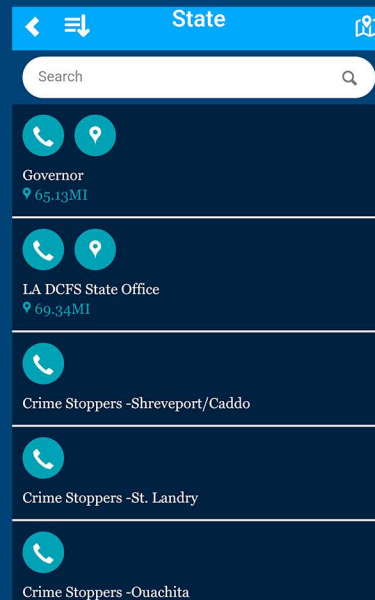 State
Search
Governor
65.13MI
LA DCFS State Office
69.34MI
Crime Stoppers -Shreveport/Caddo
Crime Stoppers -St. Landry
Crime Stoppers -Ouachita